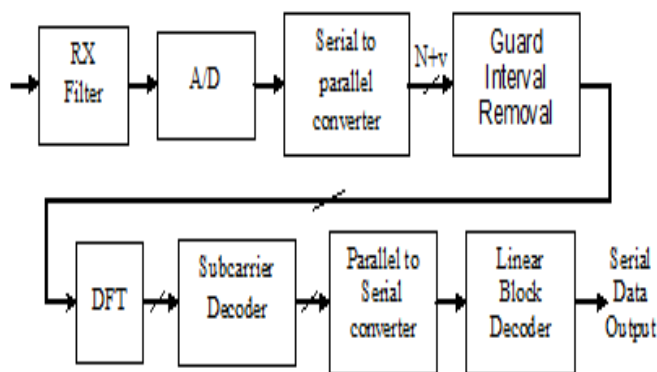 RX
Filter
A/D
Serial to
parallel
converter
N+v
Guard
Interval
Removal
DFT
Subcarrier
Decoder
Parallel to
Serial
converter
Linear
Block
Decoder
Serial
Data
Output